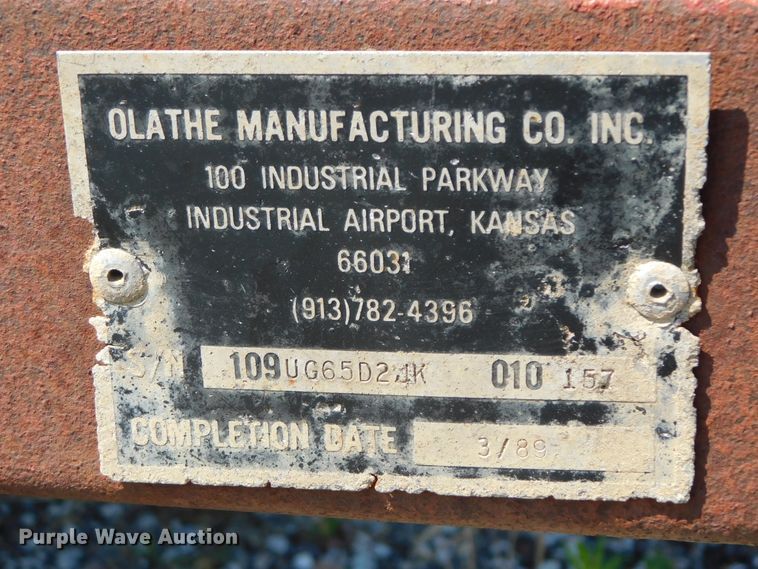 OLATHE MANUFACTURING CO. INC.
100 INDUSTRIAL PARKWAY
INDUSTRIAL AIRPORT, KANSAS
66031
(913)782-4396
S/N 010 157
COMPLETION DATE 3/89
Purple Wave Auction